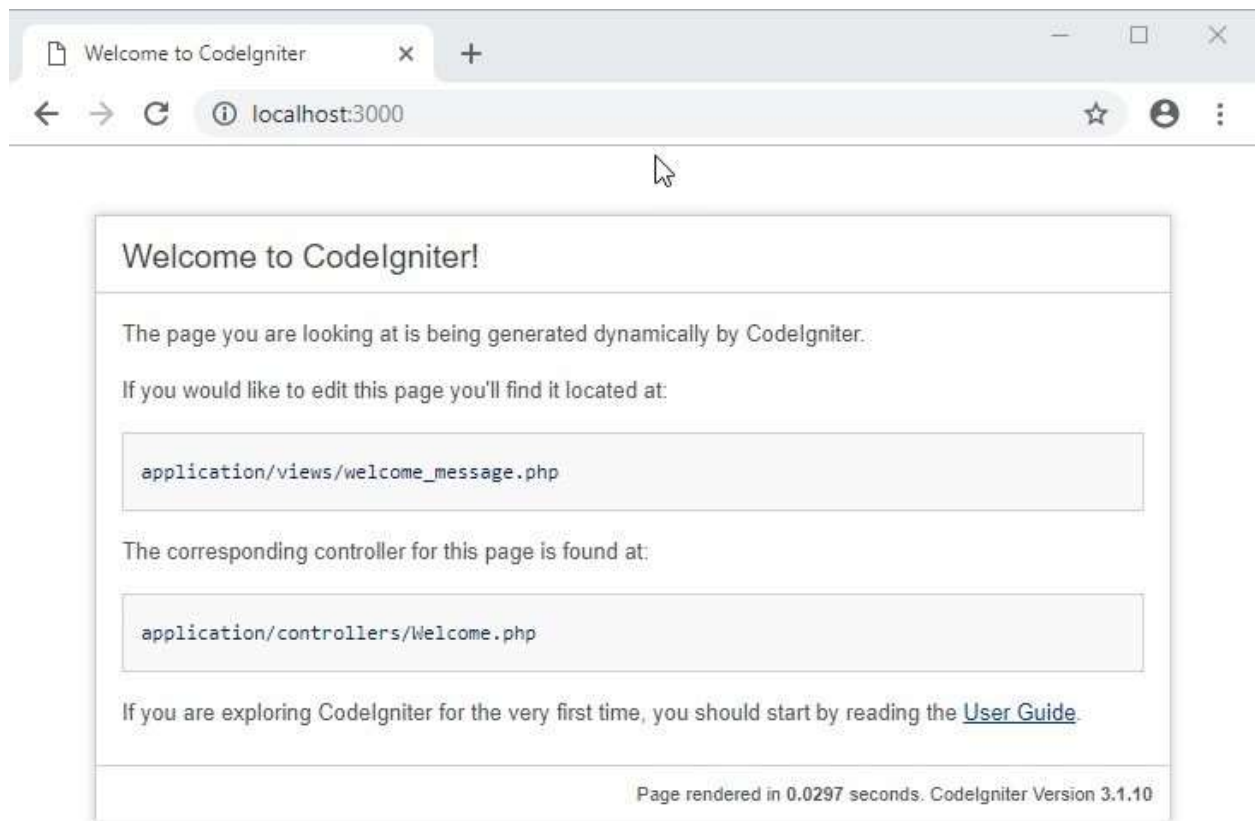 Welcome to CodeIgniter
localhost:3000
Welcome to CodeIgniter!
The page you are looking at is being generated dynamically by CodeIgniter.
If you would like to edit this page you'll find it located at:
application/views/welcome_message.php
The corresponding controller for this page is found at:
application/controllers/Welcome.php
If you are exploring CodeIgniter for the very first time, you should start by reading the User Guide.
Page rendered in 0.0297 seconds. CodeIgniter Version 3.1.10